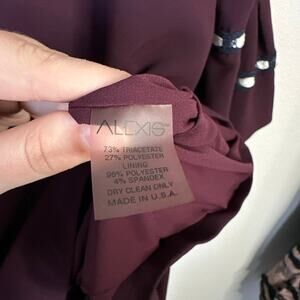 ALEXIS
73% TRIACETATE
27% POLYESTER
LINING
96% POLYESTER
4% SPANDEX
DRY CLEAN ONLY
MADE IN U.S.A.